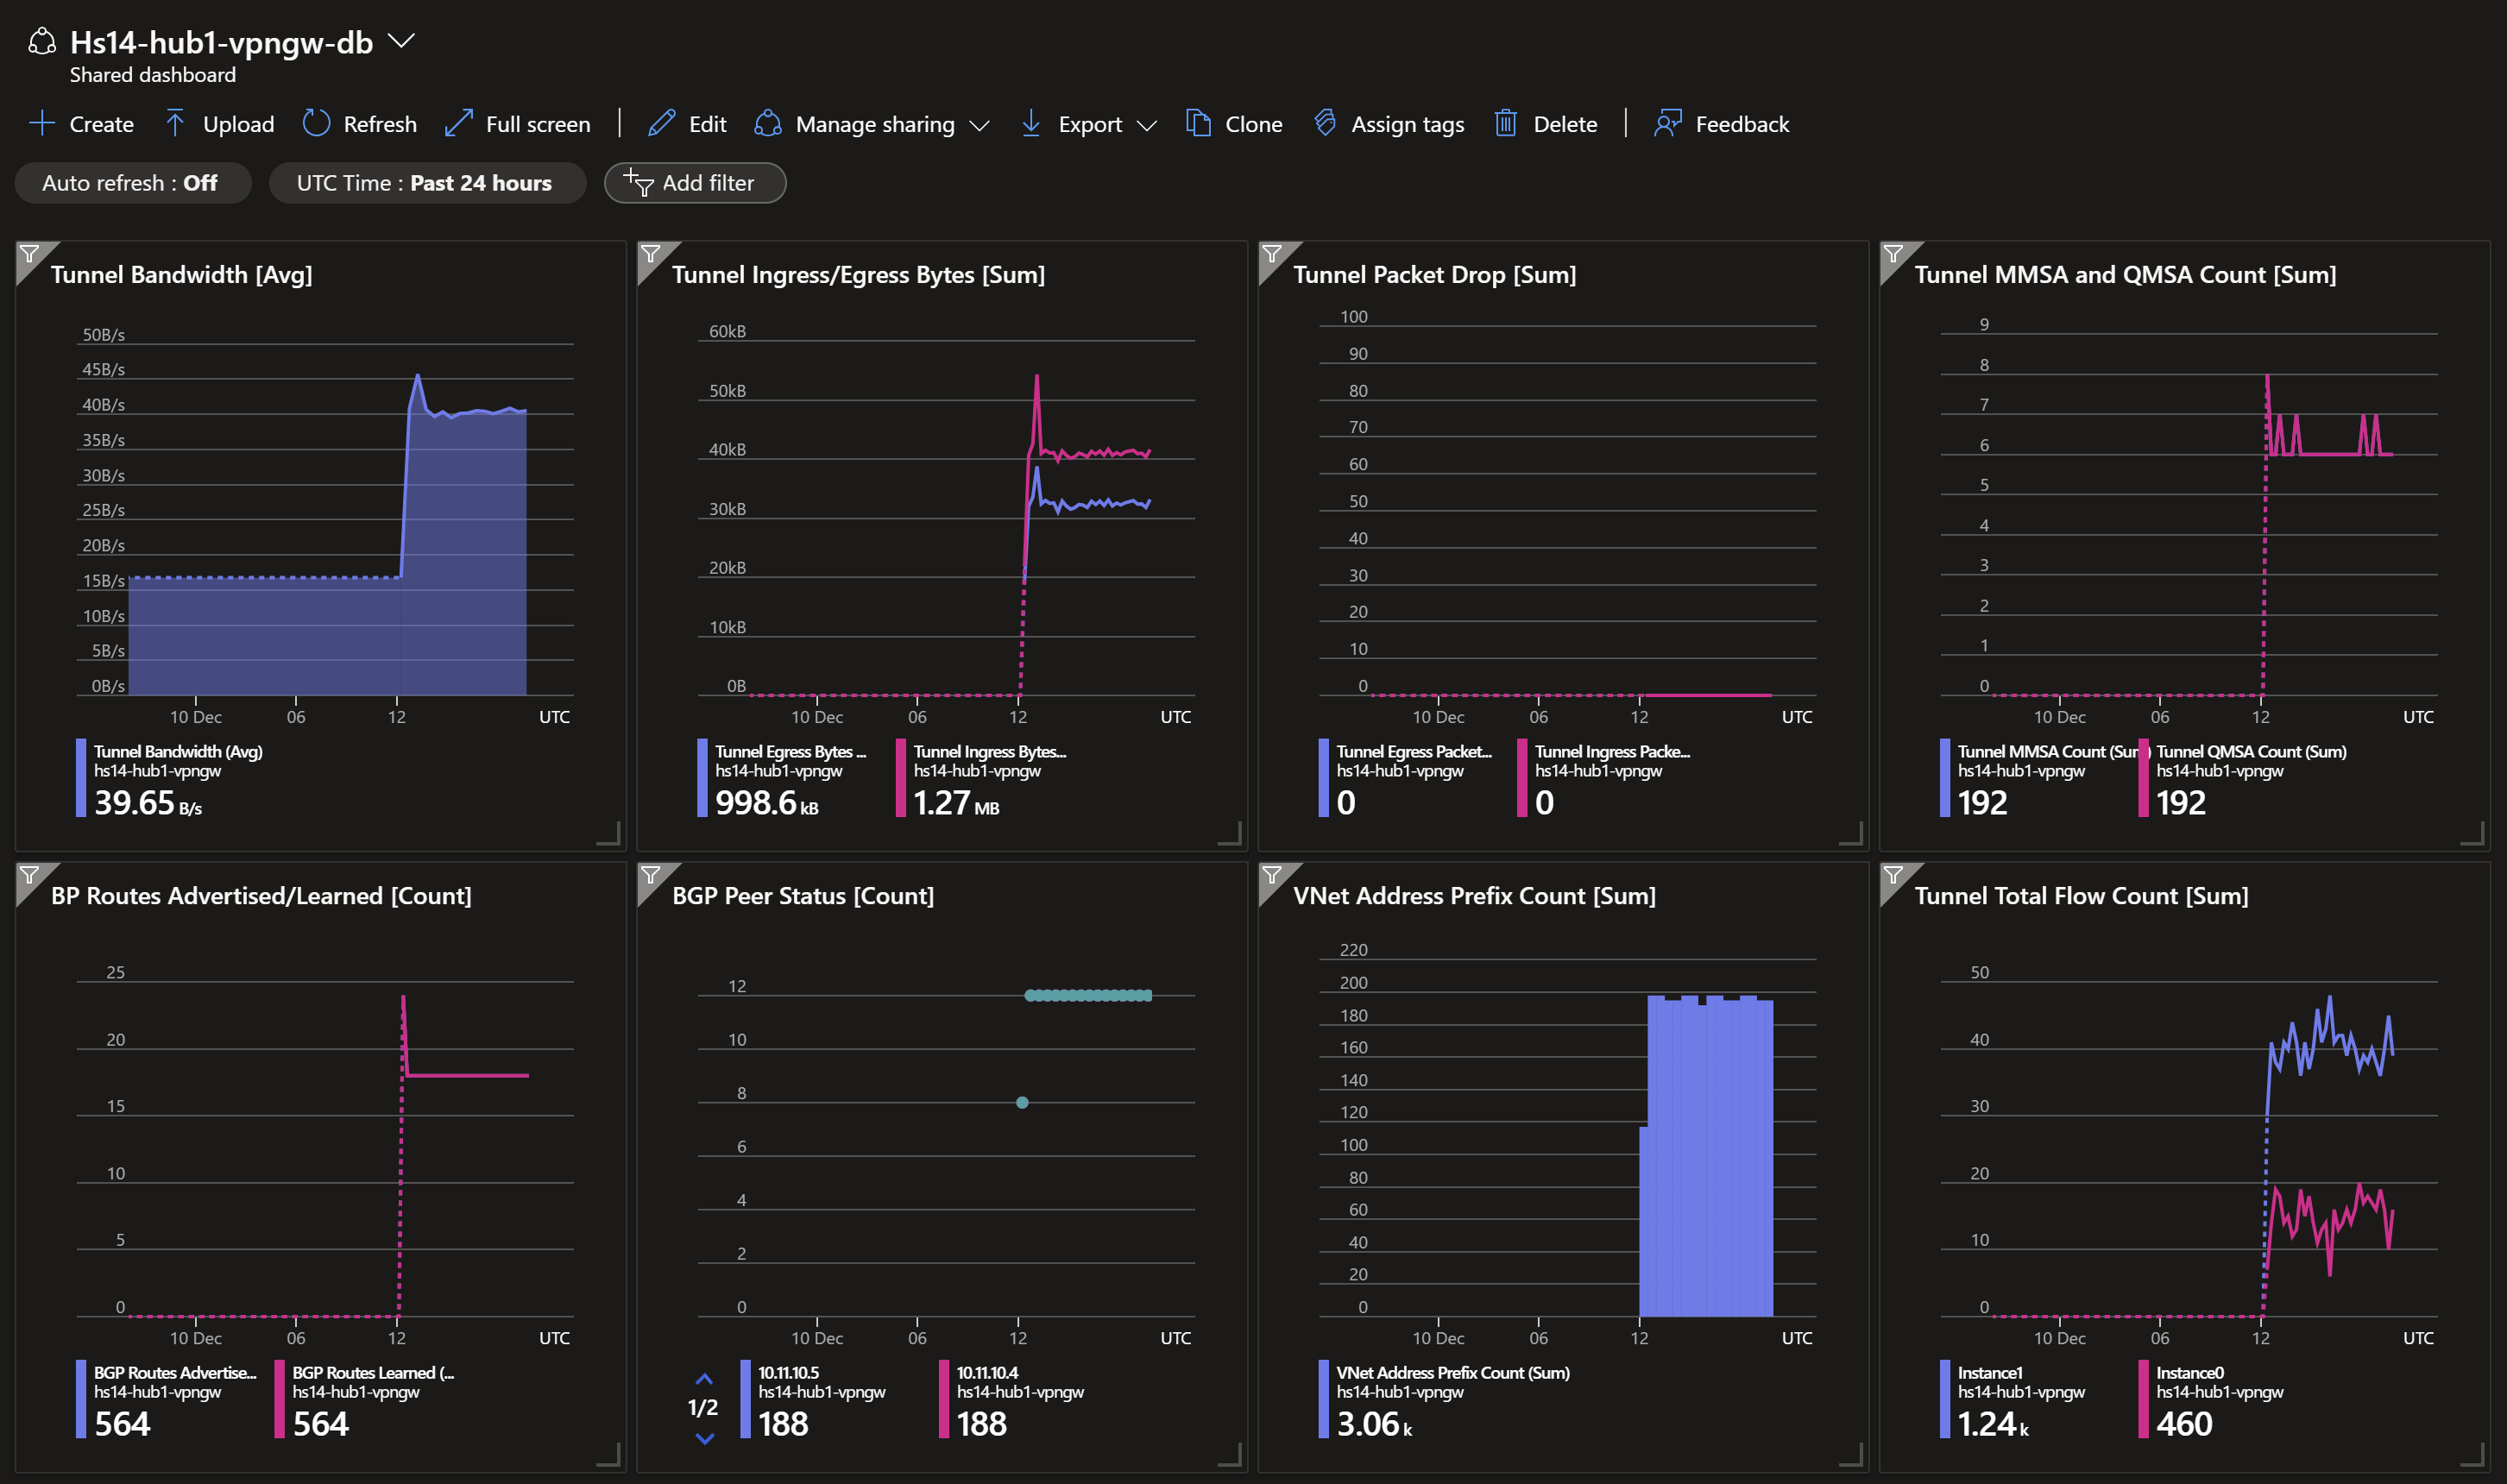 Hs14-hub1-vpngw-db
Shared dashboard
Create Upload Refresh Full screen Edit Manage sharing Export Clone Assign tags Delete Feedback
Auto refresh : Off UTC Time : Past 24 hours Add filter
Tunnel Bandwidth [Avg]
50B/s
45B/s
40B/s
35B/s
30B/s
25B/s
20B/s
15B/s
10B/s
5B/s
0B/s
10 Dec 06 12 UTC
Tunnel Bandwidth (Avg)
hs14-hub1-vpngw
39.65 B/s
Tunnel Ingress/Egress Bytes [Sum]
60kB
50kB
40kB
30kB
20kB
10kB
0B
10 Dec 06 12 UTC
Tunnel Egress Bytes ... Tunnel Ingress Bytes...
hs14-hub1-vpngw hs14-hub1-vpngw
998.6 kB 1.27 MB
Tunnel Packet Drop [Sum]
100
90
80
70
60
50
40
30
20
10
0
10 Dec 06 12 UTC
Tunnel Egress Packet... Tunnel Ingress Packe...
hs14-hub1-vpngw hs14-hub1-vpngw
0 0
Tunnel MMSA and QMSA Count [Sum]
9
8
7
6
5
4
3
2
1
0
10 Dec 06 12 UTC
Tunnel MMSA Count (Sum) Tunnel QMSA Count (Sum)
hs14-hub1-vpngw hs14-hub1-vpngw
192 192
BP Routes Advertised/Learned [Count]
25
20
15
10
5
0
10 Dec 06 12 UTC
BGP Routes Advertise... BGP Routes Learned (...
hs14-hub1-vpngw hs14-hub1-vpngw
564 564
BGP Peer Status [Count]
12
10
8
6
4
2
0
10 Dec 06 12 UTC
1/2
10.11.10.5 10.11.10.4
hs14-hub1-vpngw hs14-hub1-vpngw
188 188
VNet Address Prefix Count [Sum]
220
200
180
160
140
120
100
80
60
40
20
0
10 Dec 06 12 UTC
VNet Address Prefix Count (Sum)
hs14-hub1-vpngw
3.06 k
Tunnel Total Flow Count [Sum]
50
40
30
20
10
0
10 Dec 06 12 UTC
Instance1 Instance0
hs14-hub1-vpngw hs14-hub1-vpngw
1.24 k 460